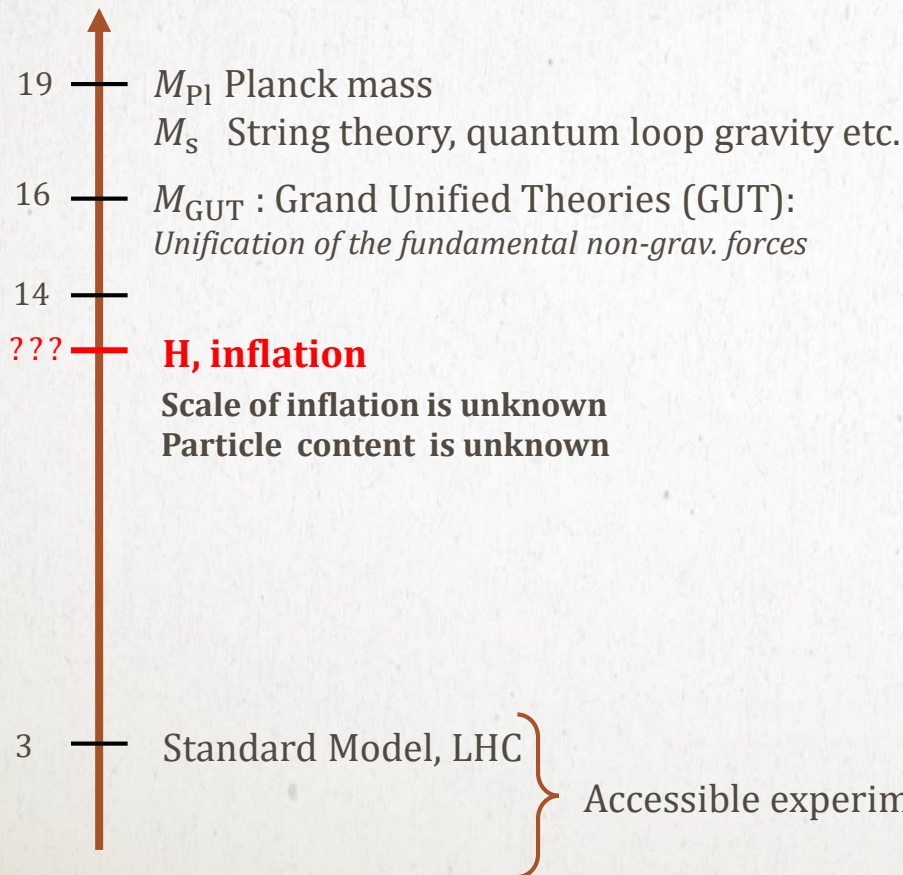 19 M_Pl Planck mass
M_s String theory, quantum loop gravity etc.
16 M_GUT : Grand Unified Theories (GUT):
Unification of the fundamental non-grav. forces
14
??? H, inflation
Scale of inflation is unknown
Particle content is unknown
3 Standard Model, LHC
Accessible